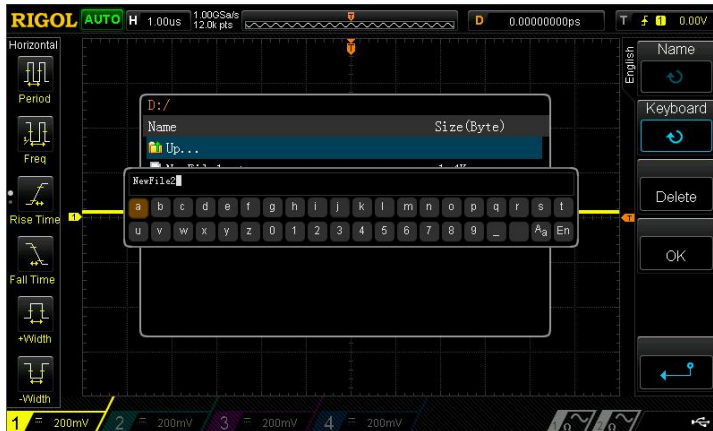 RIGOL AUTO H 1.00us 1.00GSa/s 12.0k pts D 0.00000000ps T 1 0.00V
Horizontal
Period
Freq
Rise Time
Fall Time
+Width
-Width
D:/
Name Size(Byte)
Up...
NewFile2
a b c d e f g h i j k l m n o p q r s t
u v w x y z 0 1 2 3 4 5 6 7 8 9 _ Aa En
English
Name
Keyboard
Delete
OK
1 = 200mV 2 = 200mV 3 = 200mV 4 = 200mV